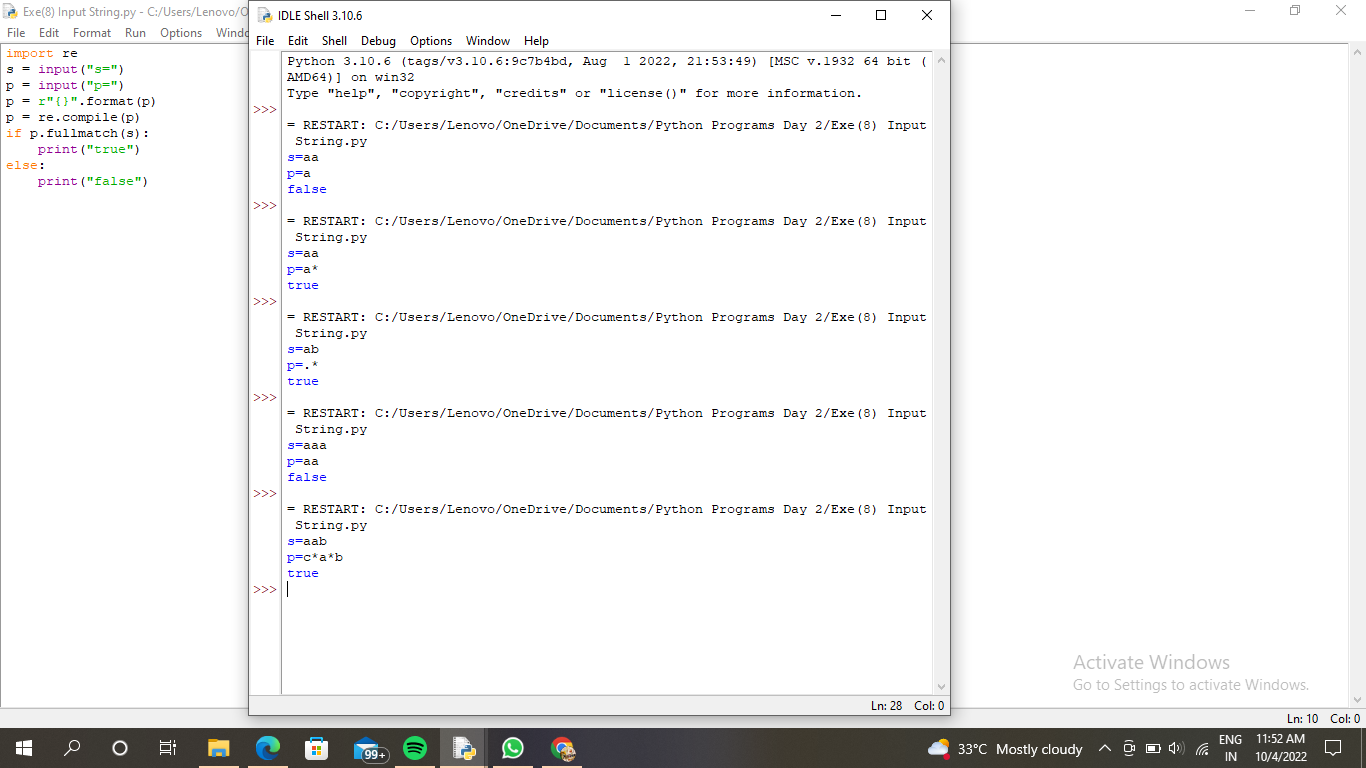 Exe(8) Input String.py - C:/Users/Lenovo/O
File Edit Format Run Options
import re
s = input("s=")
p = input("p=")
p = r"{}".format(p)
p = re.compile(p)
if p.fullmatch(s):
    print("true")
else:
    print("false")
IDLE Shell 3.10.6
File Edit Shell Debug Options Window Help
Python 3.10.6 (tags/v3.10.6:9c7b4bd, Aug  1 2022, 21:53:49) [MSC v.1932 64 bit (
AMD64)] on win32
Type "help", "copyright", "credits" or "license()" for more information.
>>>
= RESTART: C:/Users/Lenovo/OneDrive/Documents/Python Programs Day 2/Exe(8) Input
 String.py
s=aa
p=a
false
>>>
= RESTART: C:/Users/Lenovo/OneDrive/Documents/Python Programs Day 2/Exe(8) Input
 String.py
s=aa
p=a*
true
>>>
= RESTART: C:/Users/Lenovo/OneDrive/Documents/Python Programs Day 2/Exe(8) Input
 String.py
s=ab
p=.*
true
>>>
= RESTART: C:/Users/Lenovo/OneDrive/Documents/Python Programs Day 2/Exe(8) Input
 String.py
s=aaa
p=aa
false
>>>
= RESTART: C:/Users/Lenovo/OneDrive/Documents/Python Programs Day 2/Exe(8) Input
 String.py
s=aab
p=c*a*b
true
>>>
Ln: 28 Col: 0
Activate Windows
Go to Settings to activate Windows.
Ln: 10 Col: 0
99+
33°C Mostly cloudy
ENG
IN
11:52 AM
10/4/2022